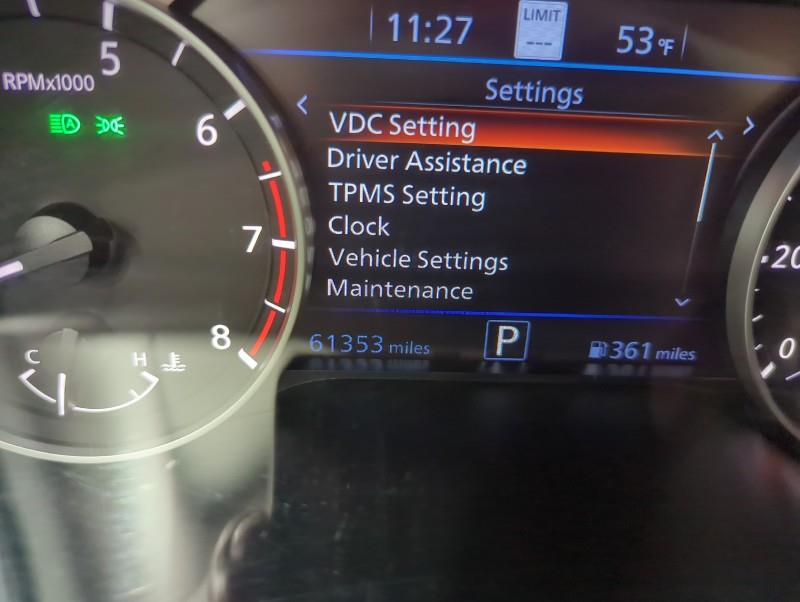 11:27
LIMIT
---
53°F
5
RPMx1000
A
6
7
8
C
H
Settings
VDC Setting
Driver Assistance
TPMS Setting
Clock
Vehicle Settings
Maintenance
61353 miles
P
361 miles
20
0